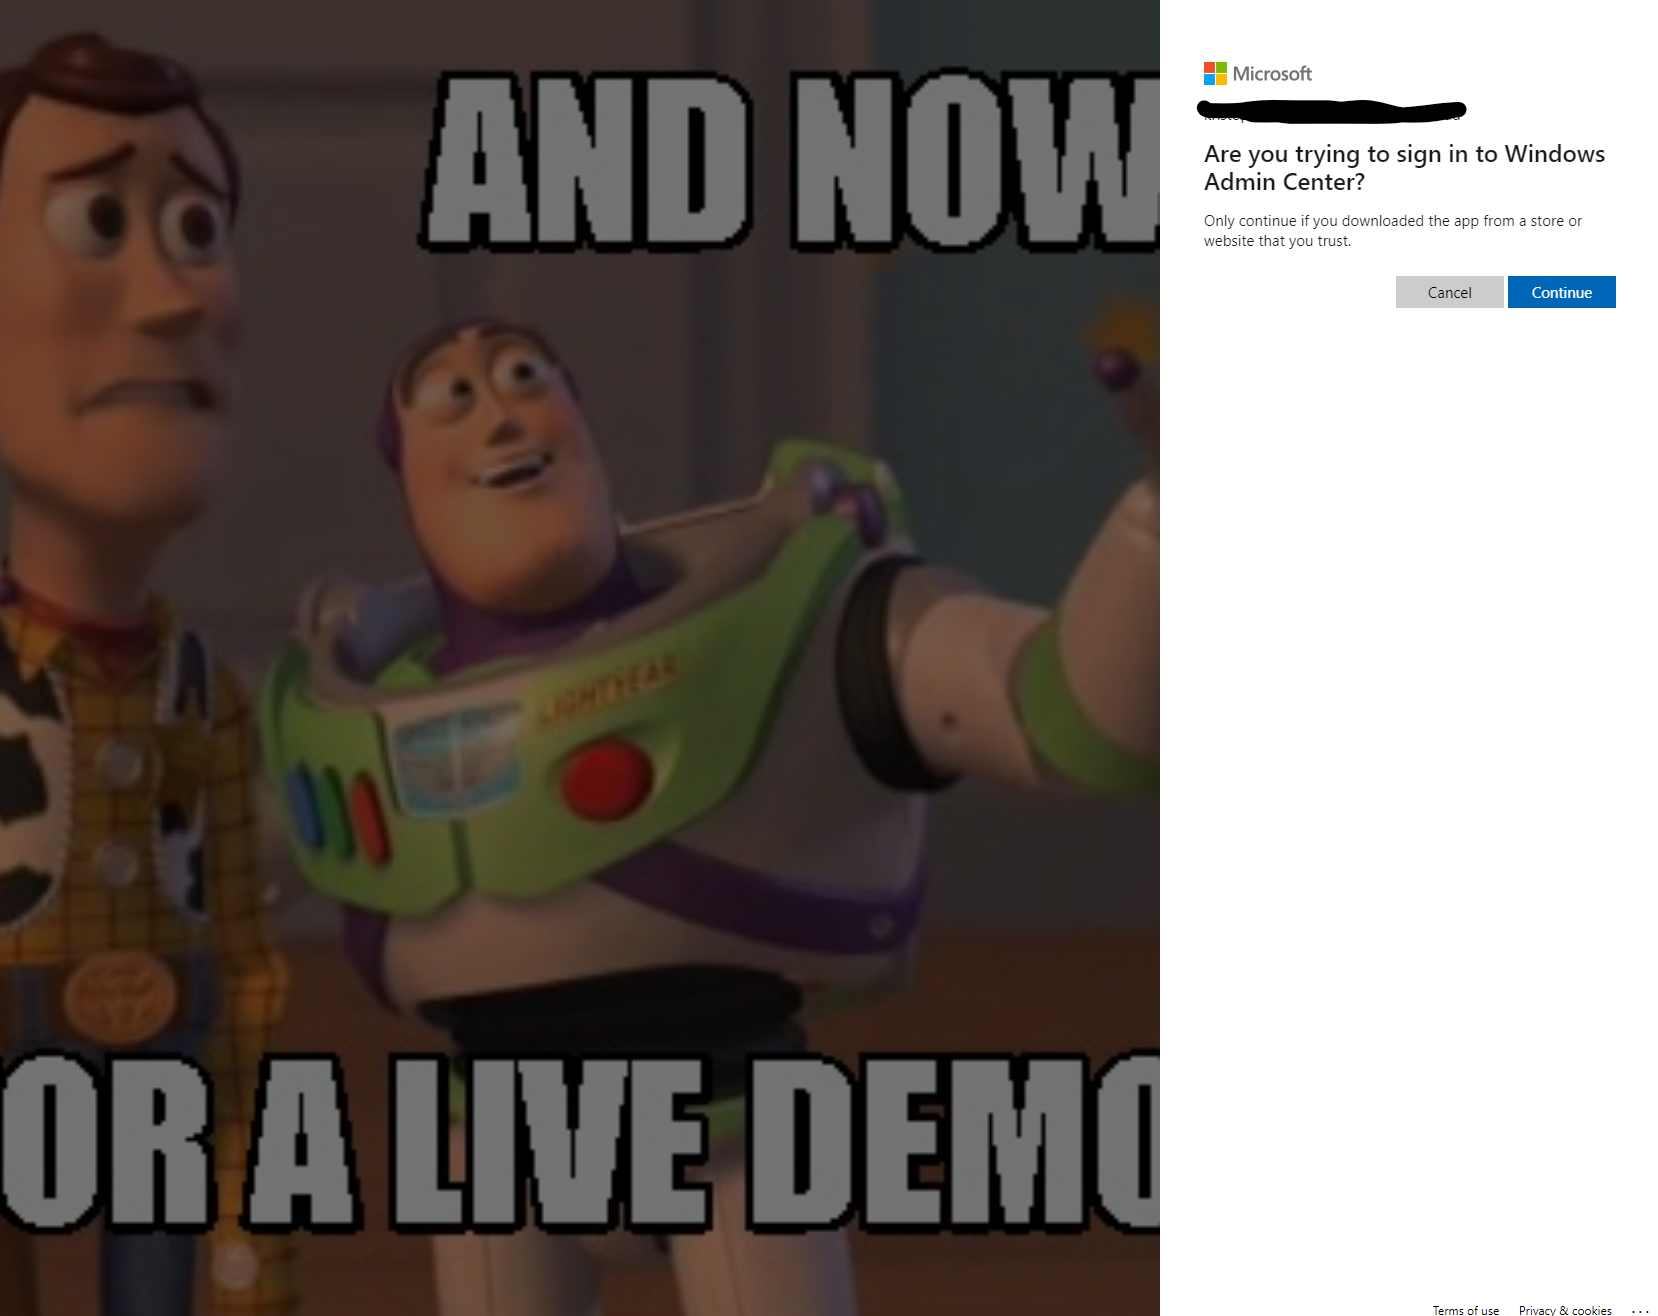 AND NOW
OR A LIVE DEMO
LIGHTYEAR
Microsoft
Are you trying to sign in to Windows
Admin Center?
Only continue if you downloaded the app from a store or
website that you trust.
Cancel
Continue
Terms of use
Privacy & cookies
...